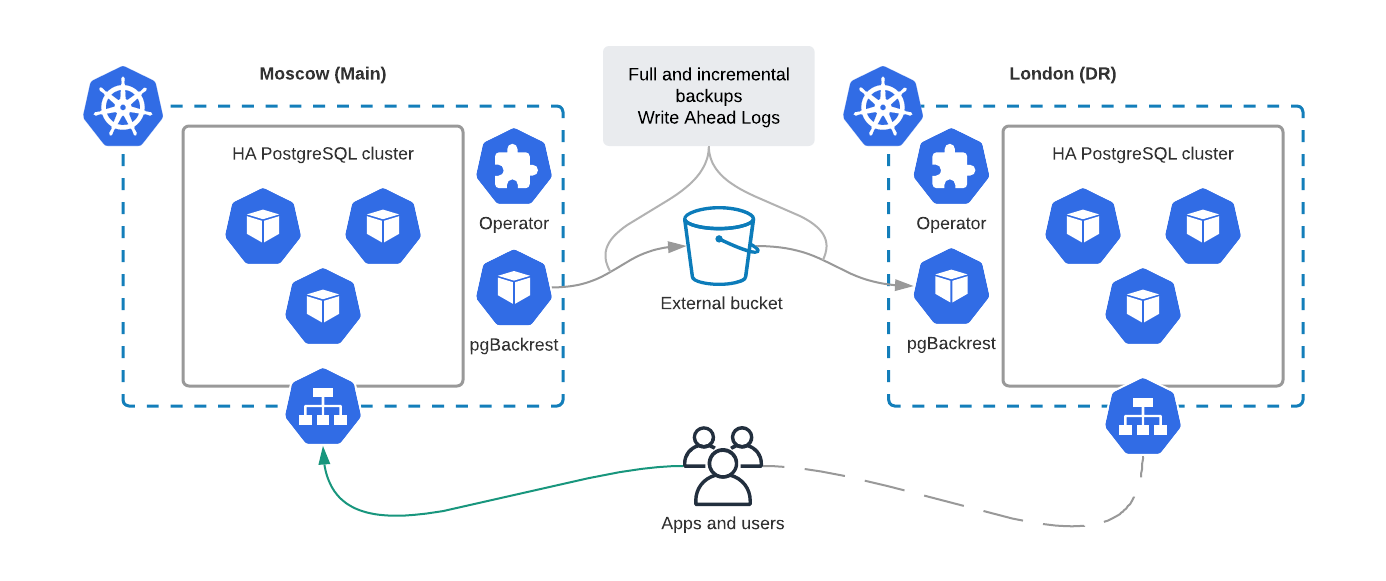 Moscow (Main)
Full and incremental
backups
Write Ahead Logs
London (DR)
HA PostgreSQL cluster
Operator
pgBackrest
External bucket
Operator
pgBackrest
HA PostgreSQL cluster
Apps and users